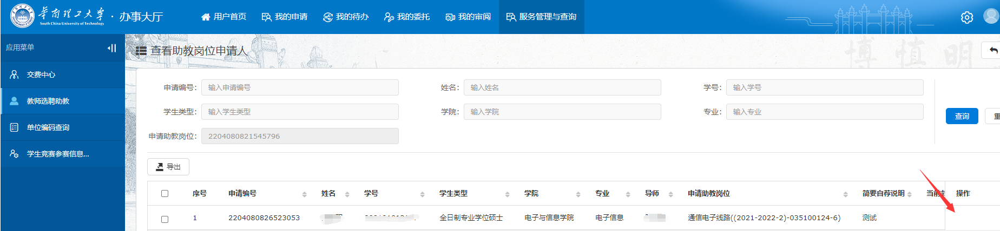 華南理工大學 · 办事大厅
South China University of Technology
用户首页 我的申请 我的待办 我的委托 我的审阅 服务管理与查询
应用菜单
交费中心
教师选聘助教
单位编码查询
学生竞赛参赛信息...
查看助教岗位申请人
博 慎 明
申请编号: 输入申请编号 姓名: 输入姓名 学号: 输入学号
学生类型: 输入学生类型 学院: 输入学院 专业: 输入专业
申请助教岗位: 2204080821545796
查询 重
导出
序号 申请编号 姓名 学号 学生类型 学院 专业 导师 申请助教岗位 简要自荐说明 当前 操作
1 2204080826523053 全日制专业学位硕士 电子与信息学院 电子信息 通信电子线路((2021-2022-2)-035100124-6) 测试